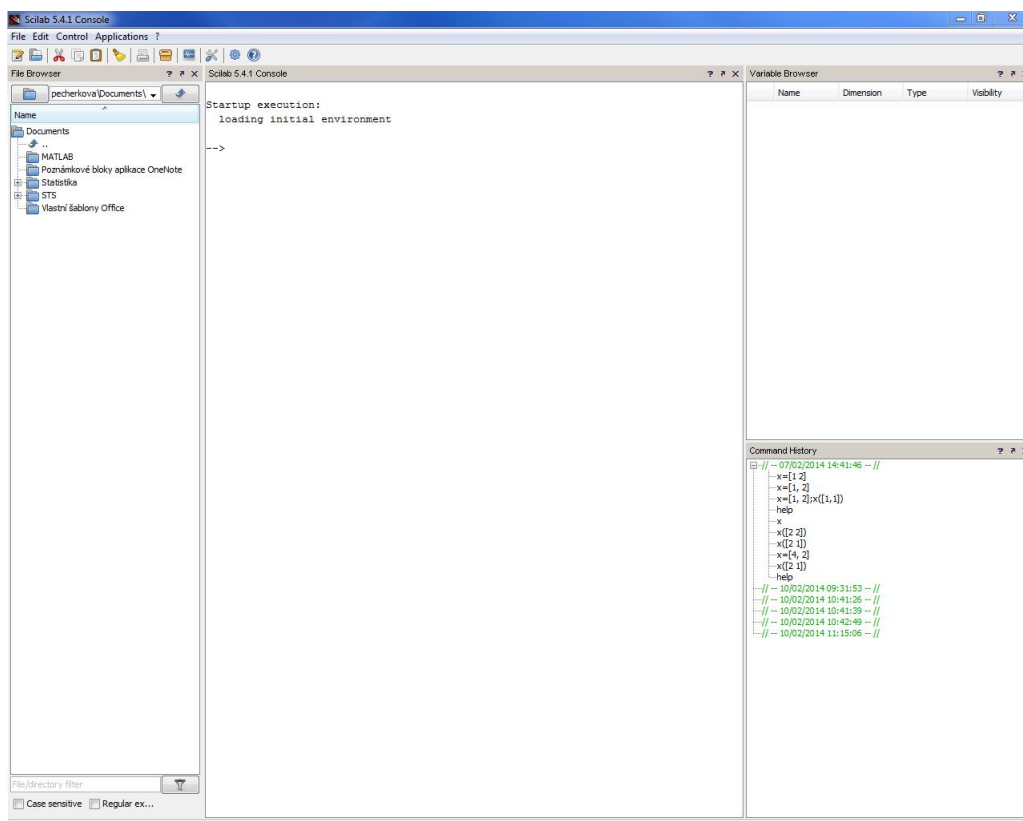 Scilab 5.4.1 Console
File Edit Control Applications ?
File Browser ? X
pecherkova\Documents\
Name
Documents
..
MATLAB
Poznámkové bloky aplikace OneNote
Statistika
STS
Vlastní šablony Office
File/directory filter
Case sensitive Regular ex...
Scilab 5.4.1 Console ? X
Startup execution:
loading initial environment
-->
Variable Browser ?
Name Dimension Type Visibility
Command History ?
// -- 07/02/2014 14:41:46 -- //
x=[1 2]
x=[1, 2]
x=[1, 2];x([1,1])
help
x
x([2 2])
x([2 1])
x=[4, 2]
x([2 1])
help
// -- 10/02/2014 09:31:53 -- //
// -- 10/02/2014 10:41:26 -- //
// -- 10/02/2014 10:41:39 -- //
// -- 10/02/2014 10:42:49 -- //
// -- 10/02/2014 11:15:06 -- //